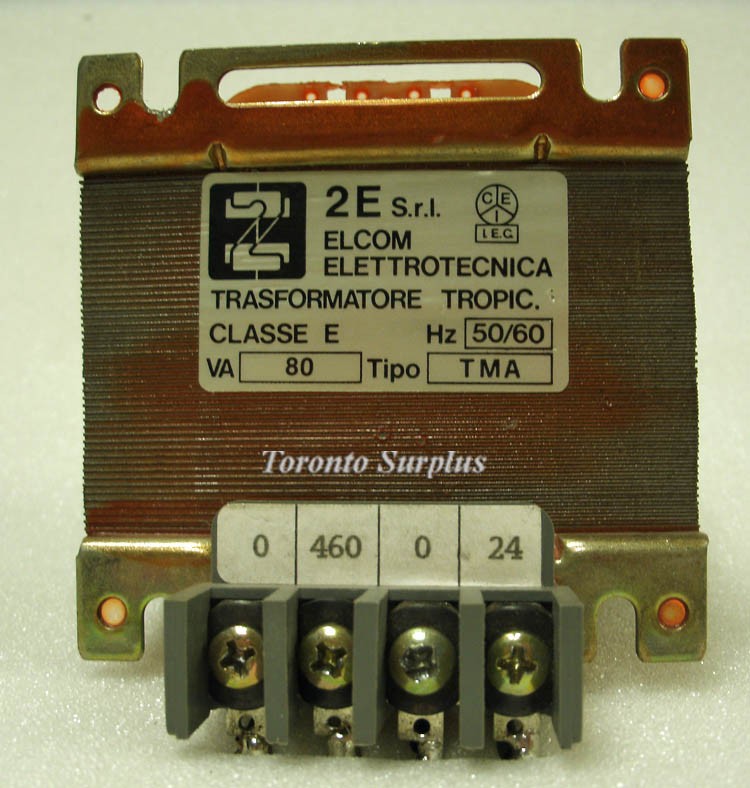 2E S.r.l.
ELCOM
ELETTROTECNICA
CEI
I.E.C.
TRASFORMATORE TROPIC.
CLASSE E Hz 50/60
VA 80 Tipo TMA
Toronto Surplus
0 460 0 24